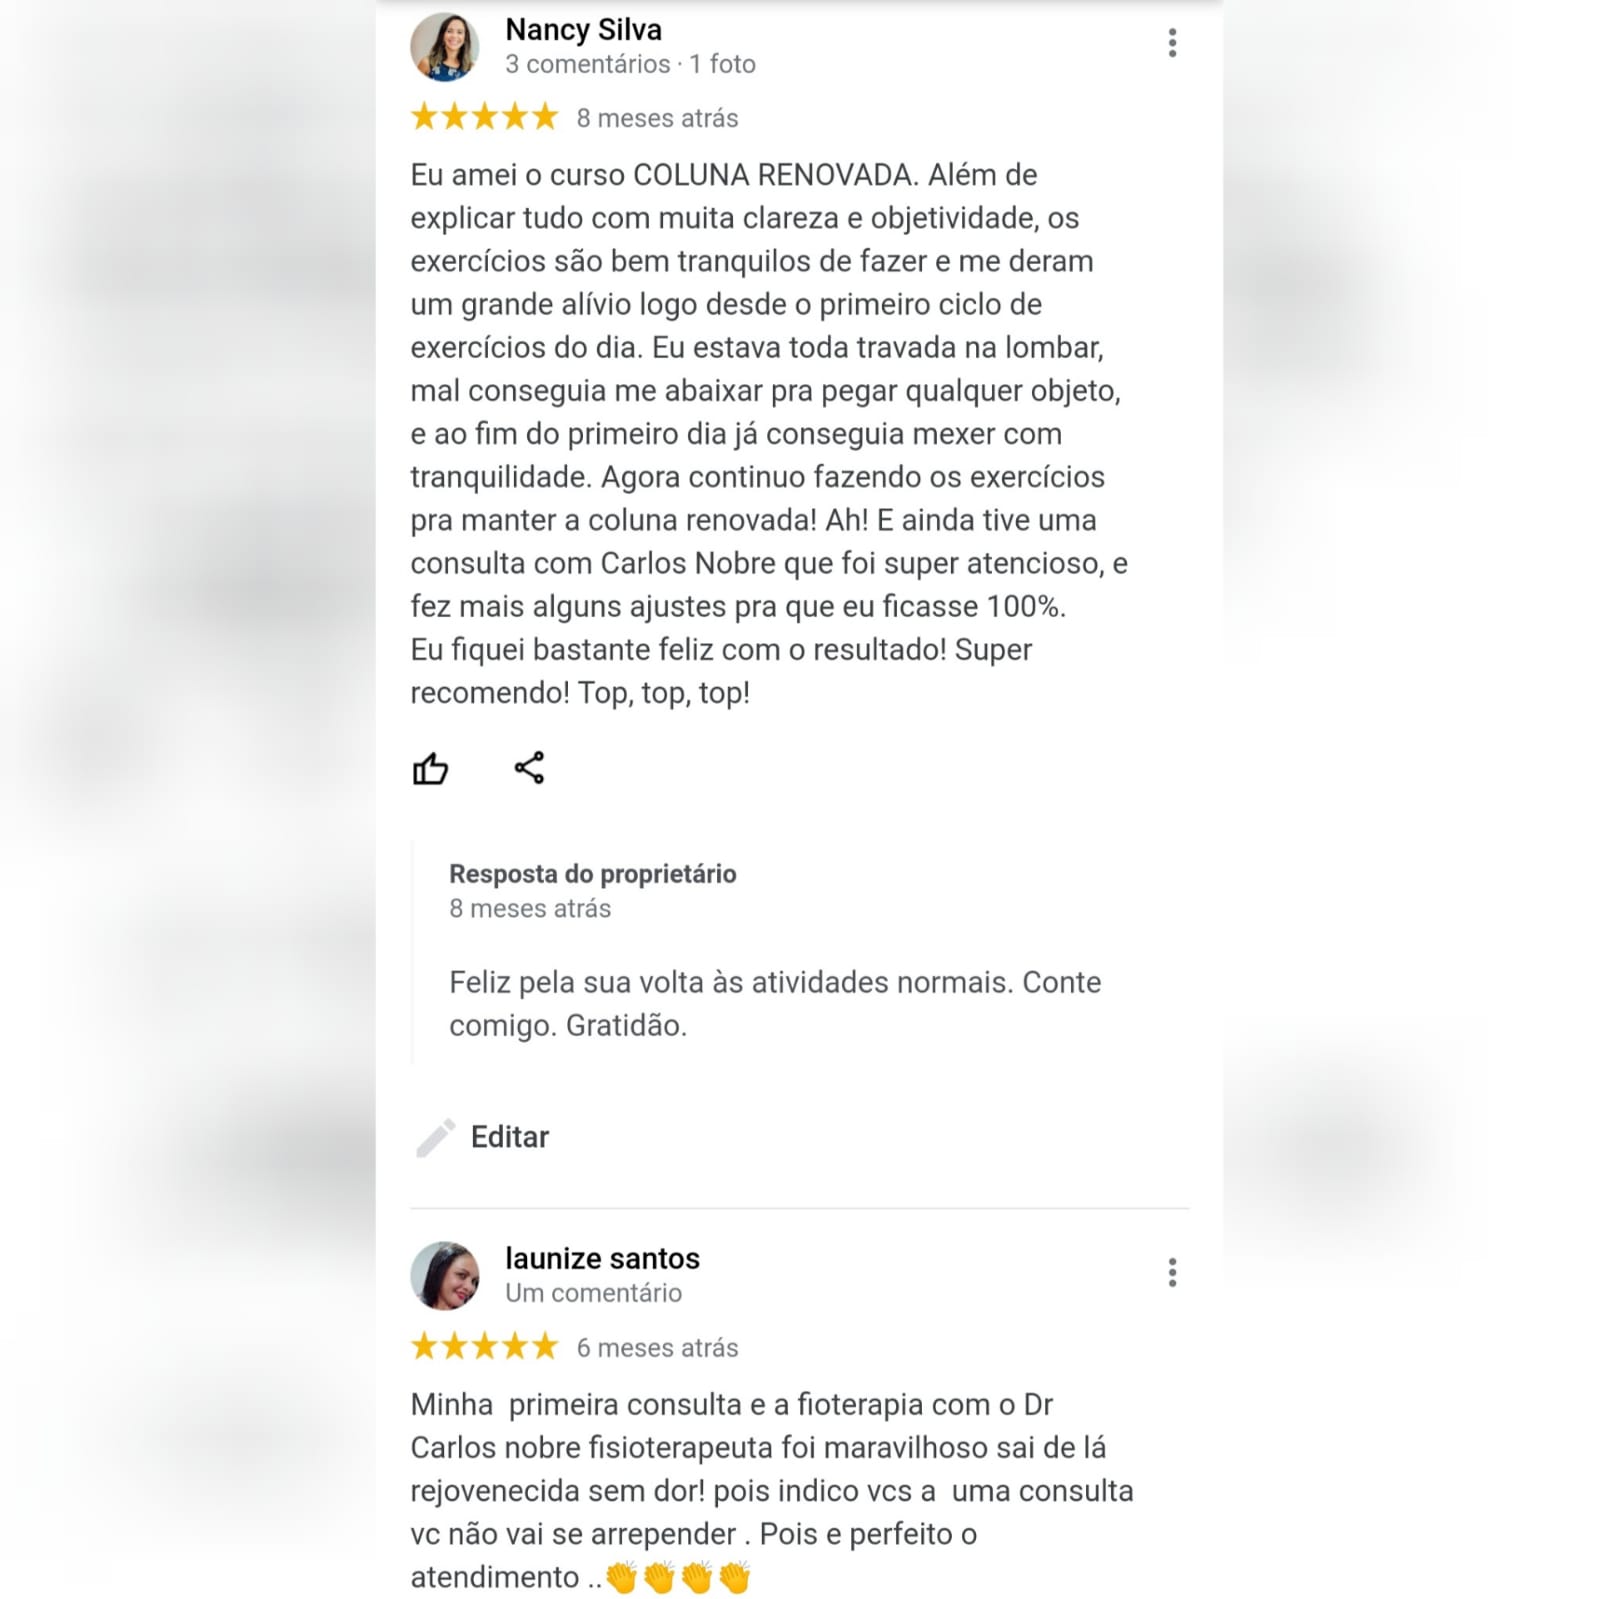 Nancy Silva
3 comentários · 1 foto
★★★★★ 8 meses atrás
Eu amei o curso COLUNA RENOVADA. Além de
explicar tudo com muita clareza e objetividade, os
exercícios são bem tranquilos de fazer e me deram
um grande alívio logo desde o primeiro ciclo de
exercícios do dia. Eu estava toda travada na lombar,
mal conseguia me abaixar pra pegar qualquer objeto,
e ao fim do primeiro dia já conseguia mexer com
tranquilidade. Agora continuo fazendo os exercícios
pra manter a coluna renovada! Ah! E ainda tive uma
consulta com Carlos Nobre que foi super atencioso, e
fez mais alguns ajustes pra que eu ficasse 100%.
Eu fiquei bastante feliz com o resultado! Super
recomendo! Top, top, top!
Resposta do proprietário
8 meses atrás
Feliz pela sua volta às atividades normais. Conte
comigo. Gratidão.
Editar
launize santos
Um comentário
★★★★★ 6 meses atrás
Minha  primeira consulta e a fioterapia com o Dr
Carlos nobre fisioterapeuta foi maravilhoso sai de lá
rejovenecida sem dor! pois indico vcs a  uma consulta
vc não vai se arrepender . Pois e perfeito o
atendimento ..👏👏👏👏